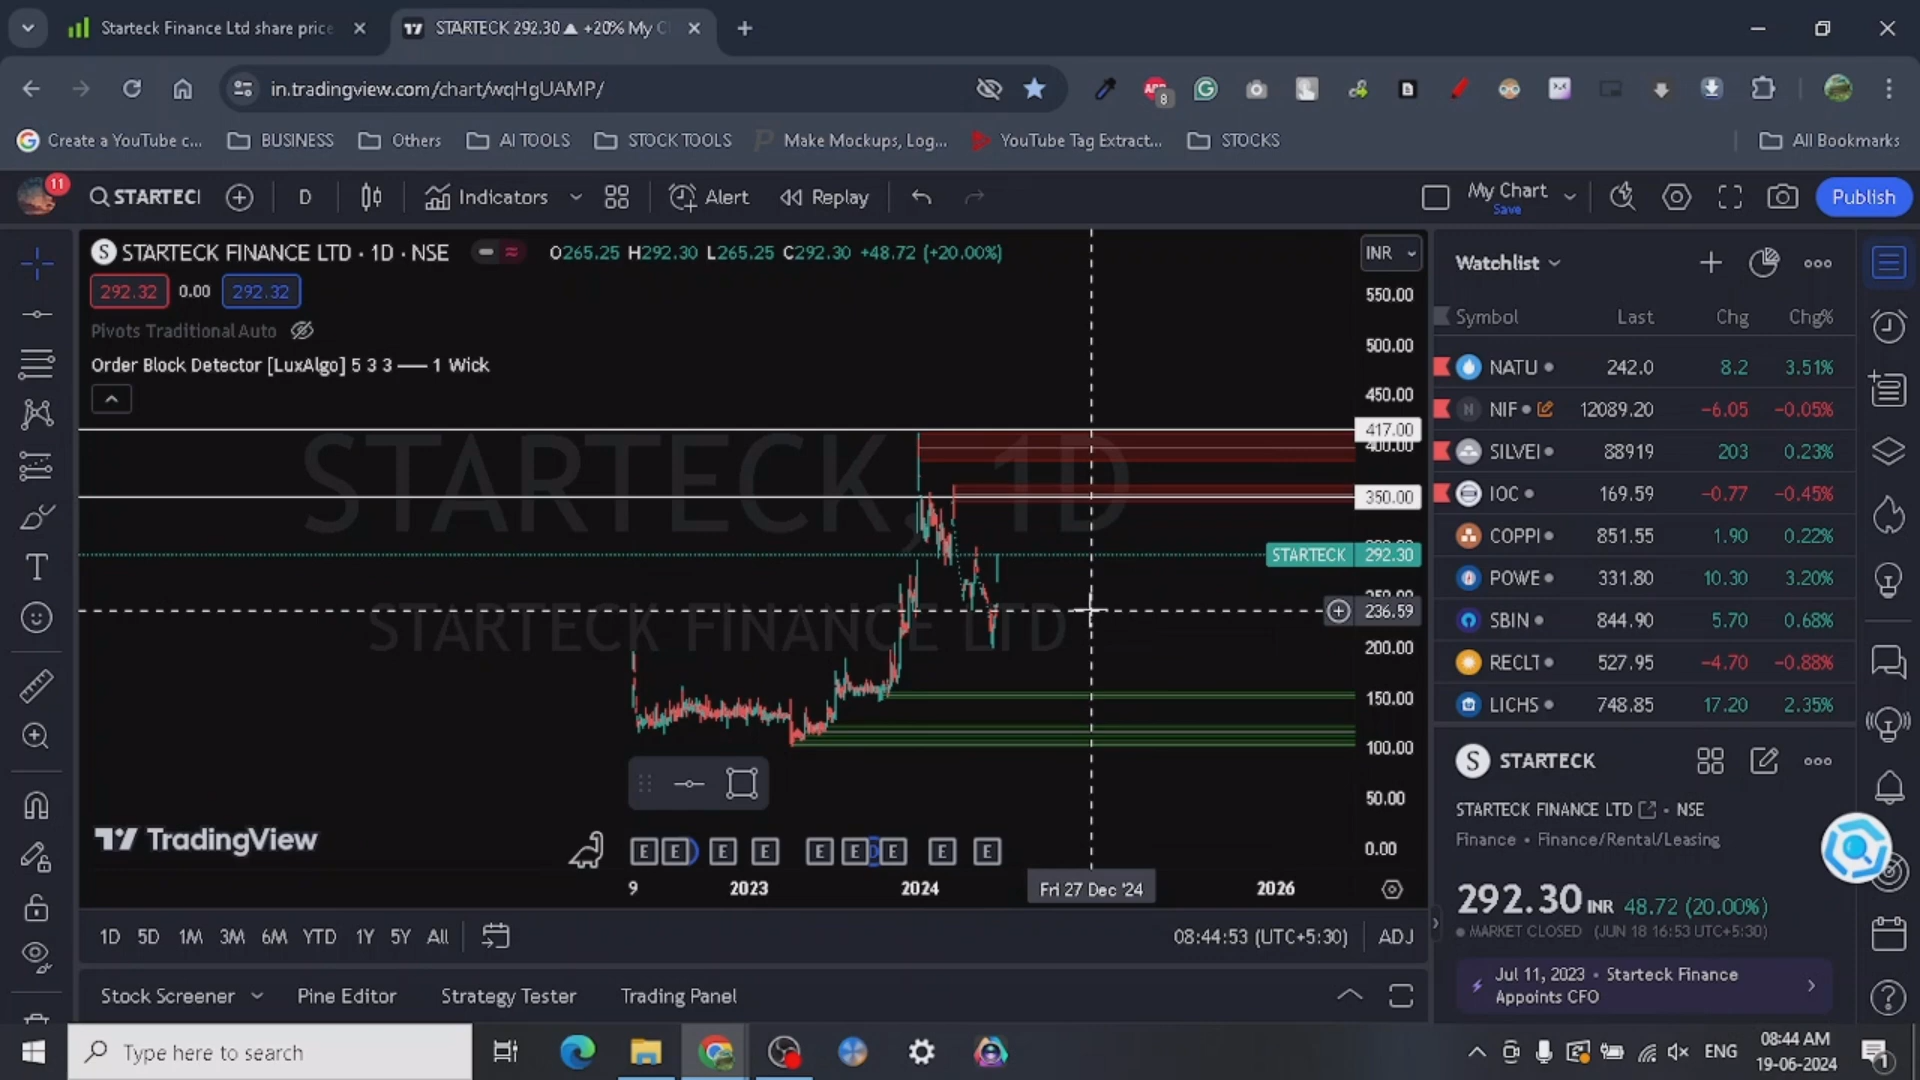 Starteck Finance Ltd share price
STARTECK 292.30 ▲ +20% My C
in.tradingview.com/chart/wqHgUAMP/
8
Create a YouTube c...
BUSINESS
Others
AI TOOLS
STOCK TOOLS
Make Mockups, Log...
YouTube Tag Extract...
STOCKS
All Bookmarks
11
STARTECI
D
Indicators
Alert
Replay
My Chart
Save
Publish
STARTECK FINANCE LTD · 1D · NSE
O265.25 H292.30 L265.25 C292.30 +48.72 (+20.00%)
INR
292.32 0.00 292.32
Pivots Traditional Auto
Order Block Detector [LuxAlgo] 5 3 3 —— 1 Wick
STARTECK, 1D
STARTECK FINANCE LTD
550.00
500.00
450.00
417.00
400.00
350.00
STARTECK 292.30
236.59
200.00
150.00
100.00
50.00
0.00
TradingView
E E E E E E D E E E
9 2023 2024 Fri 27 Dec '24 2026
1D 5D 1M 3M 6M YTD 1Y 5Y All
08:44:53 (UTC+5:30) ADJ
Stock Screener Pine Editor Strategy Tester Trading Panel
Watchlist
Symbol Last Chg Chg%
NATU 242.0 8.2 3.51%
NIF 12089.20 −6.05 −0.05%
SILVEI 88919 203 0.23%
IOC 169.59 −0.77 −0.45%
COPPI 851.55 1.90 0.22%
POWE 331.80 10.30 3.20%
SBIN 844.90 5.70 0.68%
RECLT 527.95 −4.70 −0.88%
LICHS 748.85 17.20 2.35%
S STARTECK
STARTECK FINANCE LTD · NSE
Finance · Finance/Rental/Leasing
292.30 INR 48.72 (20.00%)
MARKET CLOSED (JUN 18 16:53 UTC+5:30)
Jul 11, 2023 · Starteck Finance
Appoints CFO
Type here to search
ENG
08:44 AM
19-06-2024
1